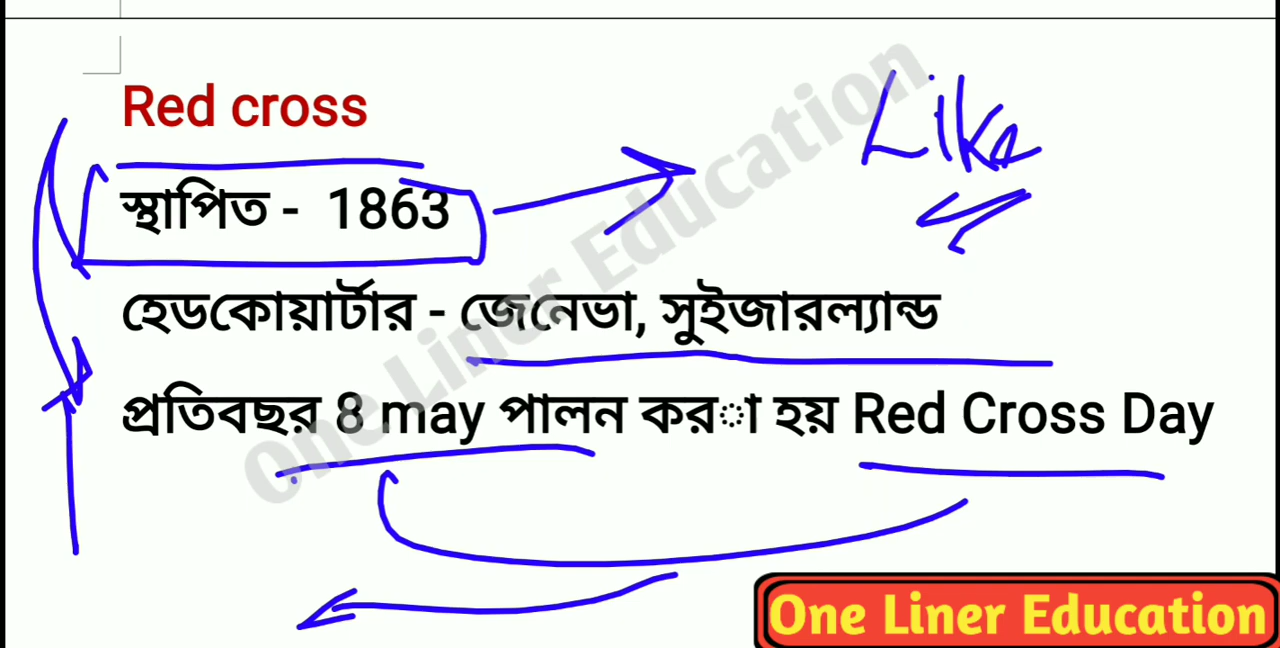 Red cross
Like
স্থাপিত - 1863
হেডকোয়ার্টার - জেনেভা, সুইজারল্যান্ড
প্রতিবছর 8 may পালন করা হয় Red Cross Day
One Liner Education
One Liner Education